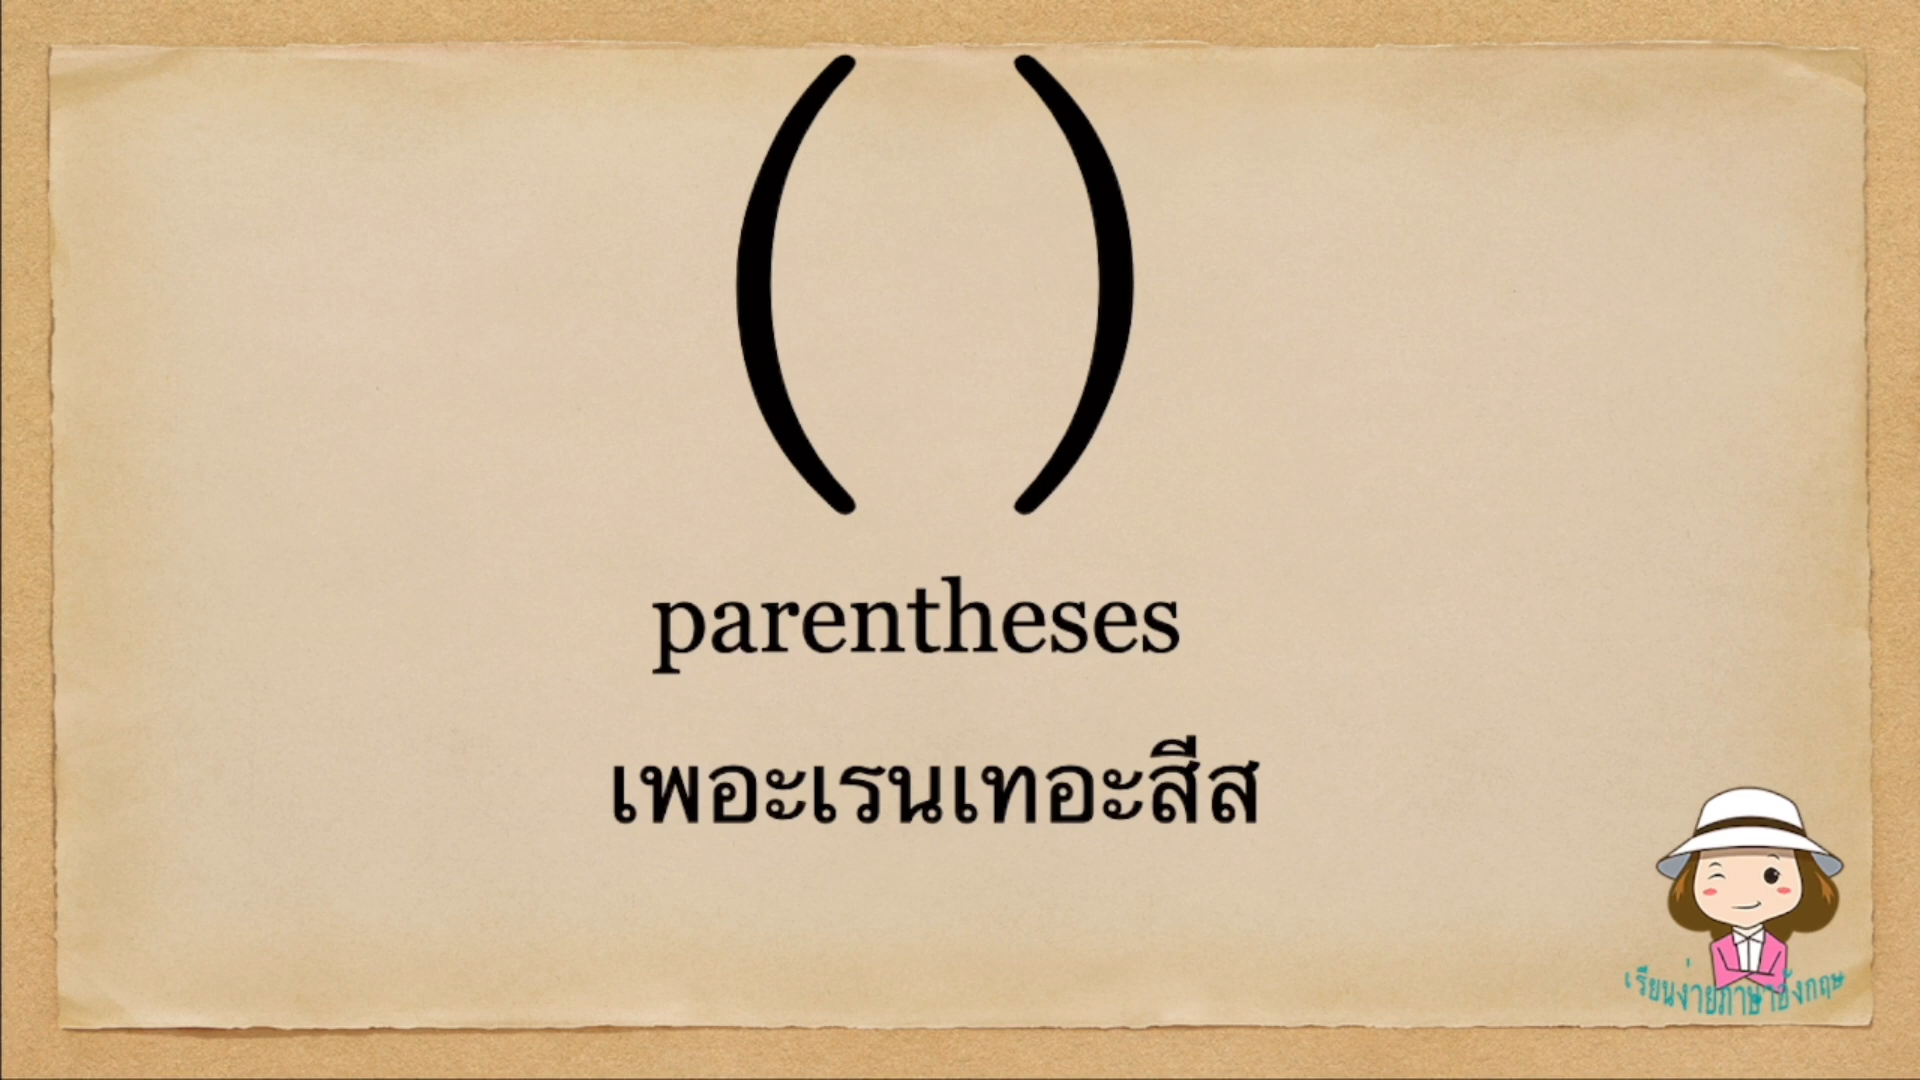 ( )
parentheses
เพอะเรนเทอะสีส
เรียนง่ายภาษาอังกฤษ